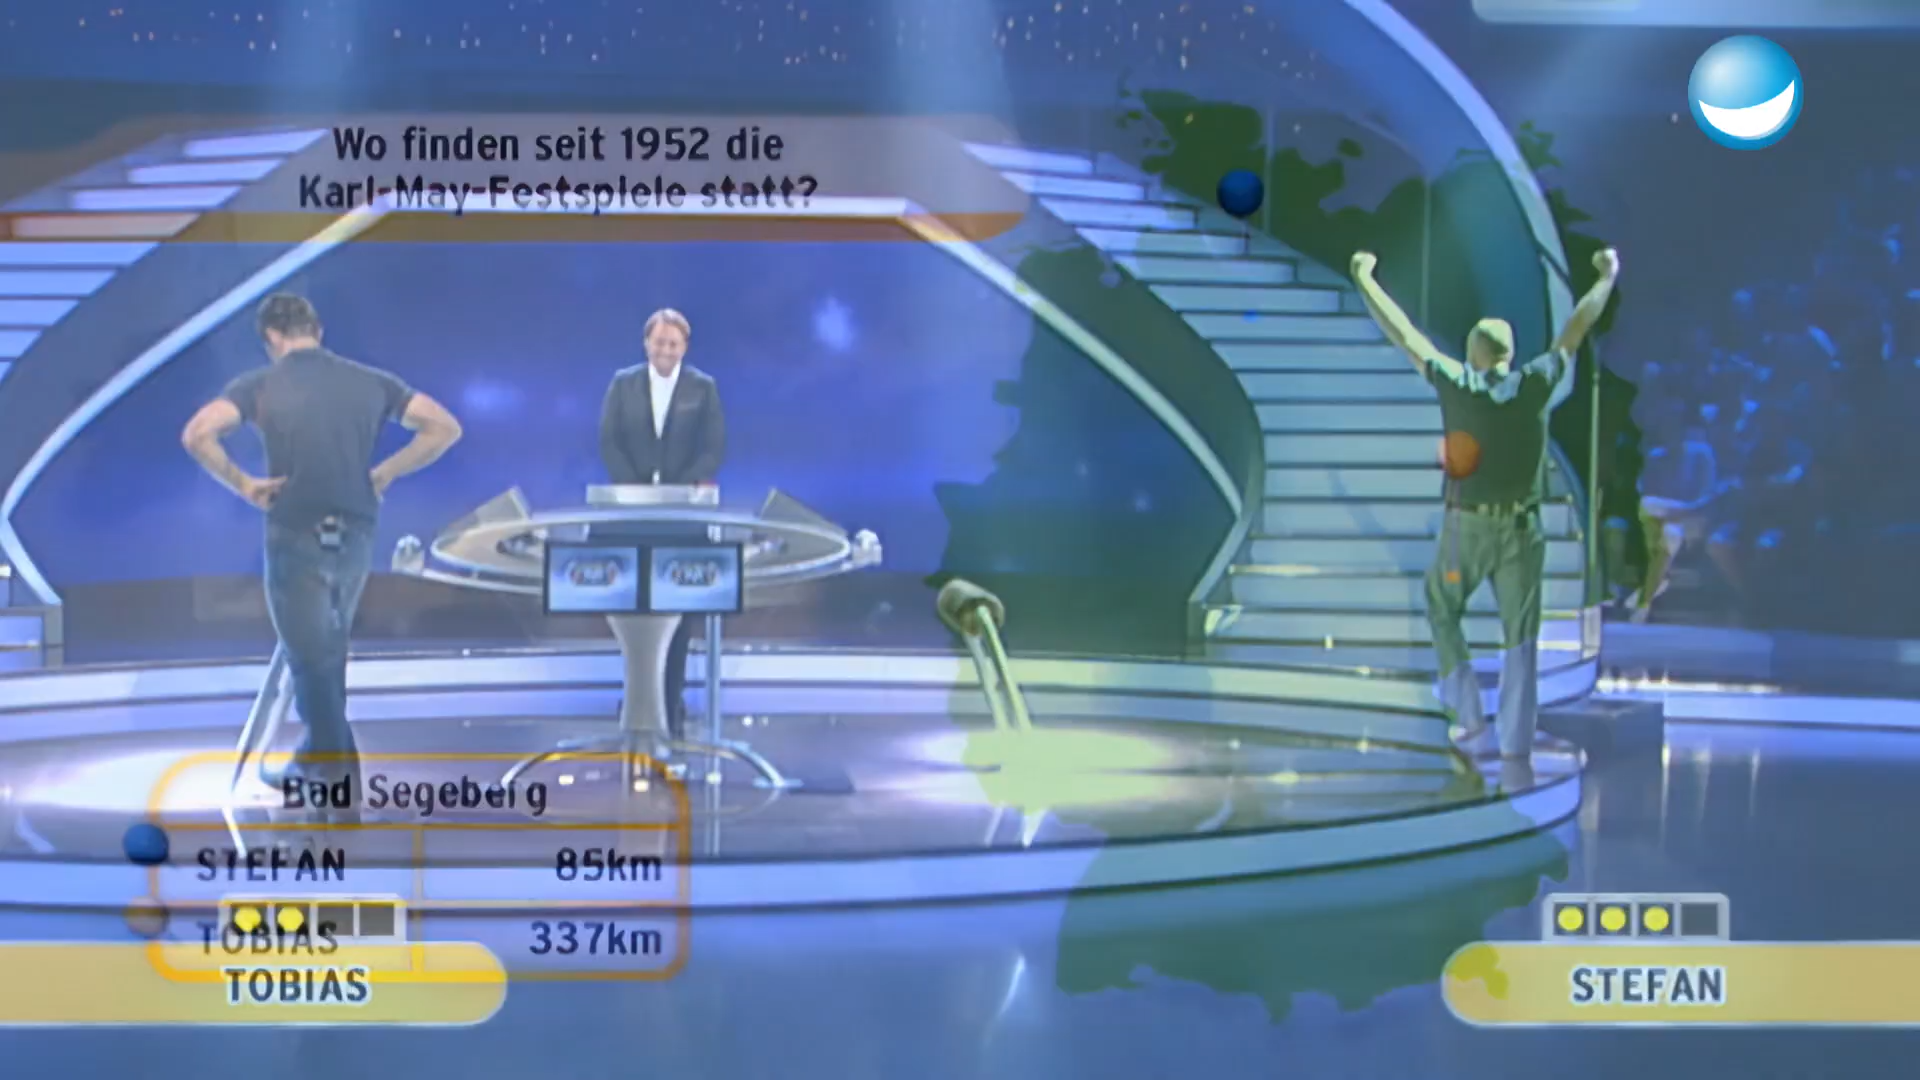 Wo finden seit 1952 die
Karl-May-Festspiele statt?
Bad Segeberg
STEFAN 85km
TOBIAS 337km
TOBIAS
STEFAN